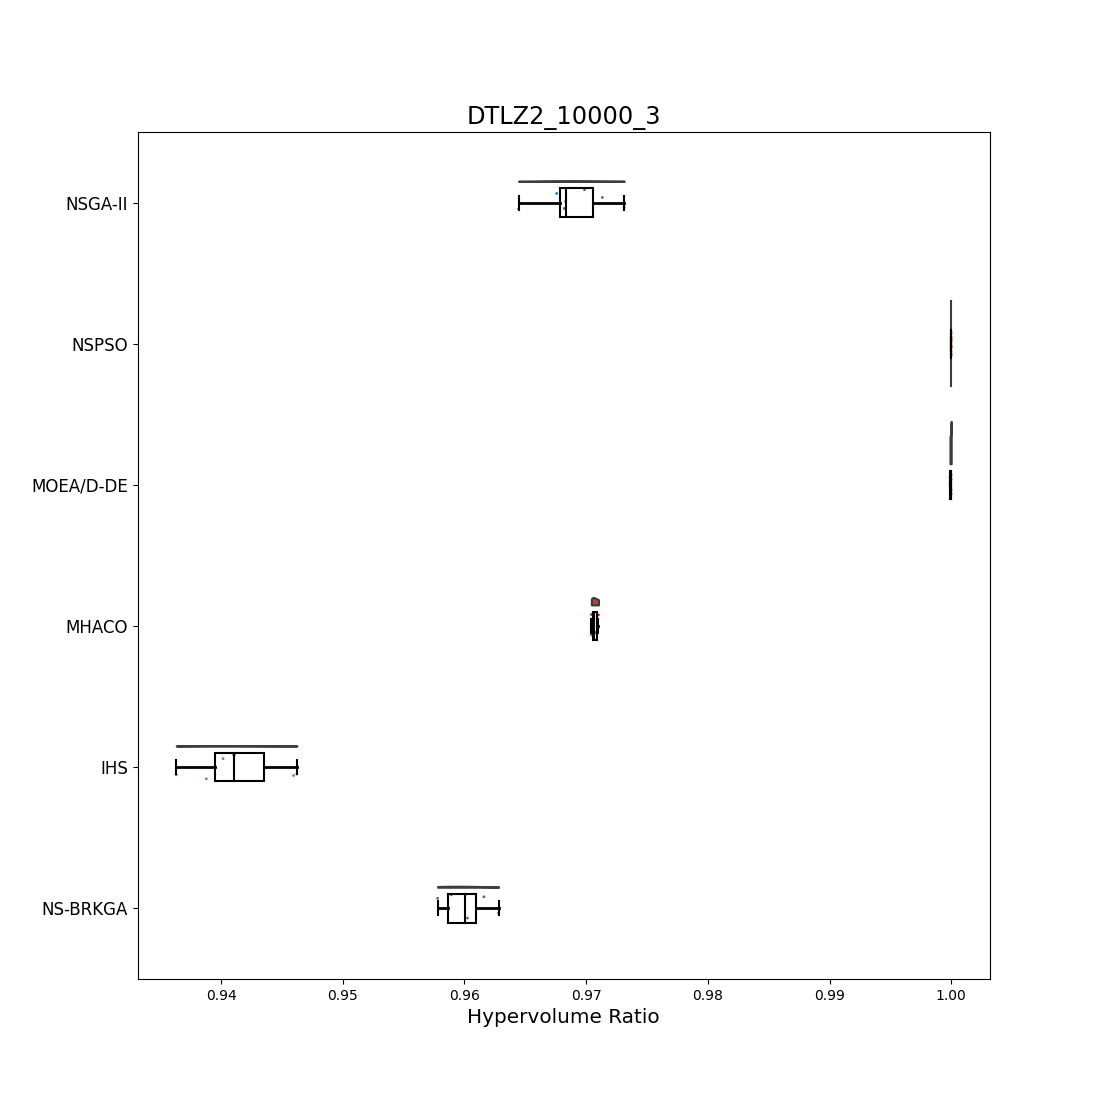 DTLZ2_10000_3
NSGA-II
NSPSO
MOEA/D-DE
MHACO
IHS
NS-BRKGA
0.94 0.95 0.96 0.97 0.98 0.99 1.00
Hypervolume Ratio